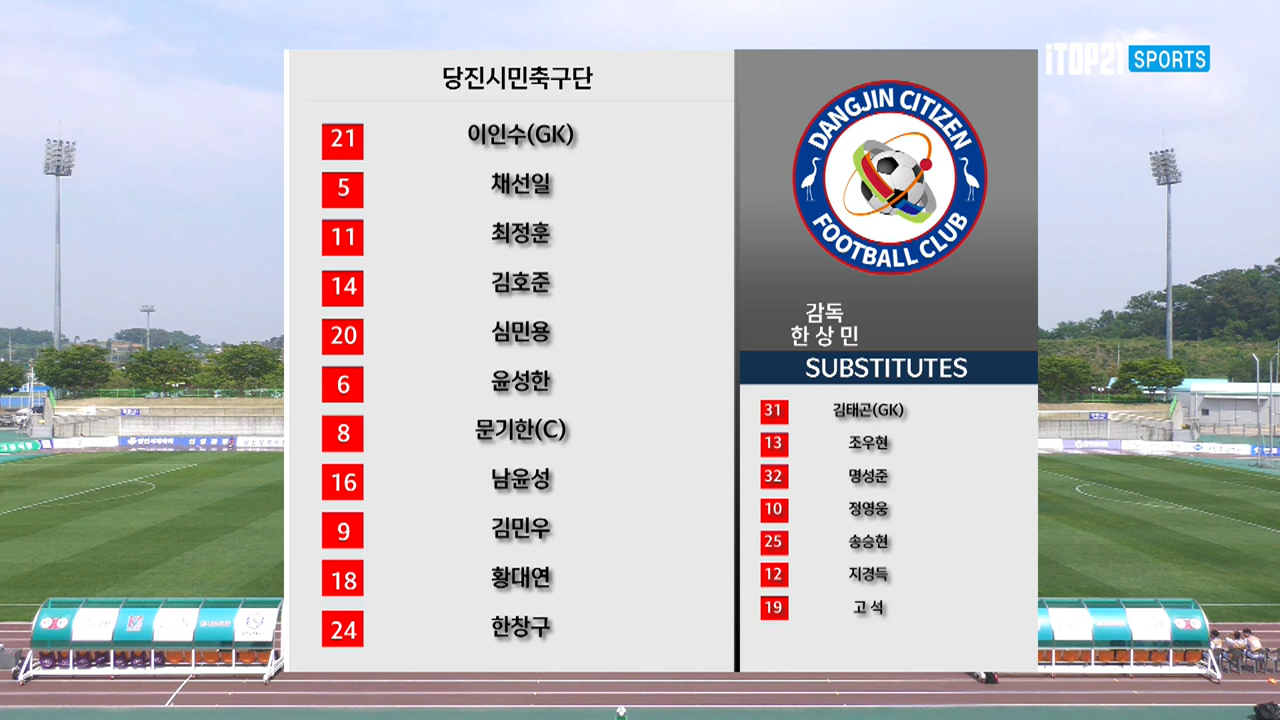 iTOP21 SPORTS
당진시민축구단
21 이인수(GK)
5 채선일
11 최정훈
14 김호준
20 심민용
6 윤성한
8 문기한(C)
16 남윤성
9 김민우
18 황대연
24 한창구
DANGJIN CITIZEN
FOOTBALL CLUB
감독
한 상 민
SUBSTITUTES
31 김태곤(GK)
13 조우현
32 명성준
10 정영웅
25 송승현
12 지경득
19 고 석